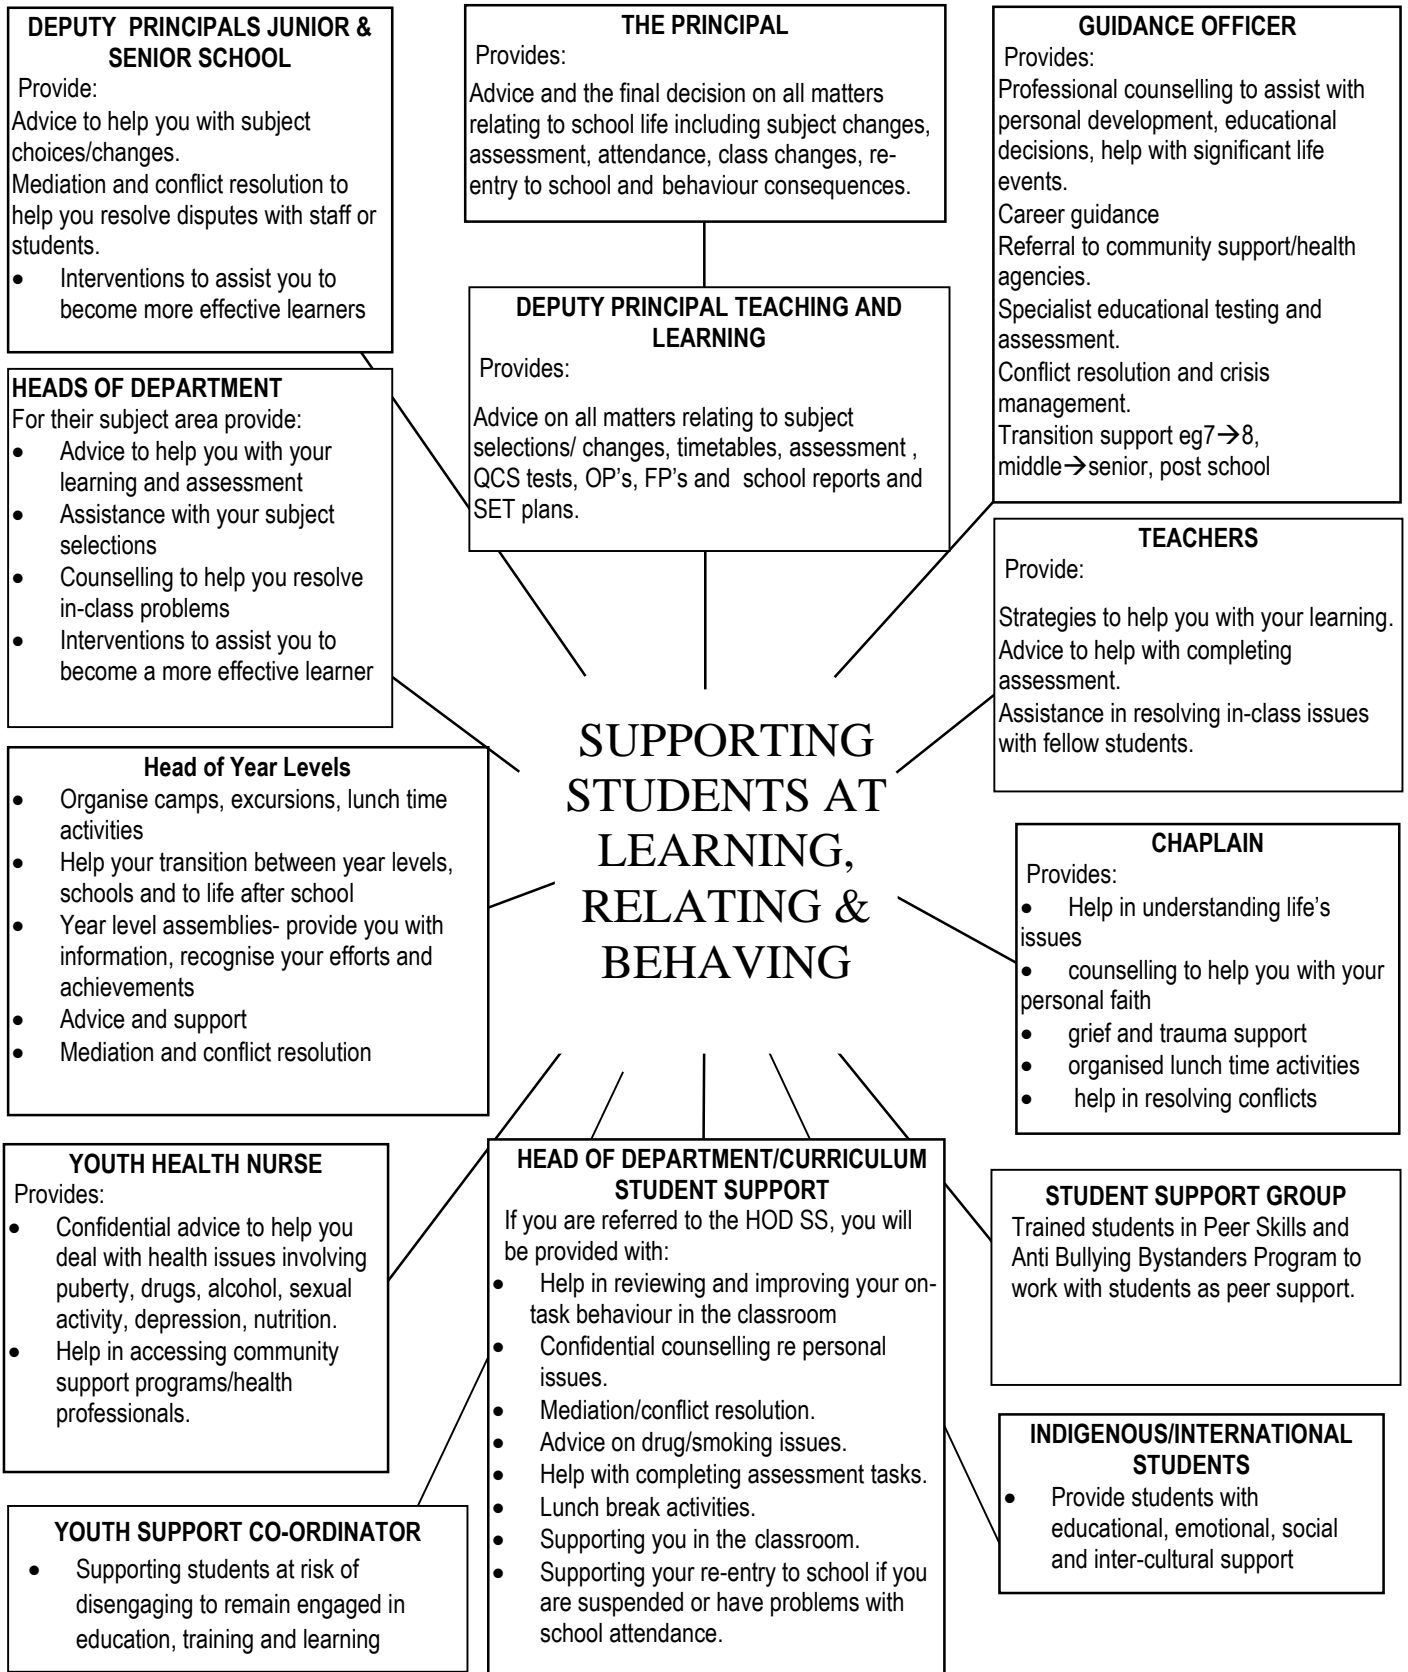 DEPUTY PRINCIPALS JUNIOR &
SENIOR SCHOOL
Provide:
Advice to help you with subject
choices/changes.
Mediation and conflict resolution to
help you resolve disputes with staff or
students.
• Interventions to assist you to
become more effective learners
THE PRINCIPAL
Provides:
Advice and the final decision on all matters
relating to school life including subject changes,
assessment, attendance, class changes, re-
entry to school and behaviour consequences.
GUIDANCE OFFICER
Provides:
Professional counselling to assist with
personal development, educational
decisions, help with significant life
events.
Career guidance
Referral to community support/health
agencies.
Specialist educational testing and
assessment.
Conflict resolution and crisis
management.
Transition support eg7→8,
middle→senior, post school
DEPUTY PRINCIPAL TEACHING AND
LEARNING
Provides:
Advice on all matters relating to subject
selections/ changes, timetables, assessment ,
QCS tests, OP's, FP's and school reports and
SET plans.
HEADS OF DEPARTMENT
For their subject area provide:
• Advice to help you with your
learning and assessment
• Assistance with your subject
selections
• Counselling to help you resolve
in-class problems
• Interventions to assist you to
become a more effective learner
TEACHERS
Provide:
Strategies to help you with your learning.
Advice to help with completing
assessment.
Assistance in resolving in-class issues
with fellow students.
SUPPORTING
STUDENTS AT
LEARNING,
RELATING &
BEHAVING
Head of Year Levels
• Organise camps, excursions, lunch time
activities
• Help your transition between year levels,
schools and to life after school
• Year level assemblies- provide you with
information, recognise your efforts and
achievements
• Advice and support
• Mediation and conflict resolution
CHAPLAIN
Provides:
• Help in understanding life's
issues
• counselling to help you with your
personal faith
• grief and trauma support
• organised lunch time activities
• help in resolving conflicts
YOUTH HEALTH NURSE
Provides:
• Confidential advice to help you
deal with health issues involving
puberty, drugs, alcohol, sexual
activity, depression, nutrition.
• Help in accessing community
support programs/health
professionals.
HEAD OF DEPARTMENT/CURRICULUM
STUDENT SUPPORT
If you are referred to the HOD SS, you will
be provided with:
• Help in reviewing and improving your on-
task behaviour in the classroom
• Confidential counselling re personal
issues.
• Mediation/conflict resolution.
• Advice on drug/smoking issues.
• Help with completing assessment tasks.
• Lunch break activities.
• Supporting you in the classroom.
• Supporting your re-entry to school if you
are suspended or have problems with
school attendance.
STUDENT SUPPORT GROUP
Trained students in Peer Skills and
Anti Bullying Bystanders Program to
work with students as peer support.
INDIGENOUS/INTERNATIONAL
STUDENTS
• Provide students with
educational, emotional, social
and inter-cultural support
YOUTH SUPPORT CO-ORDINATOR
• Supporting students at risk of
disengaging to remain engaged in
education, training and learning